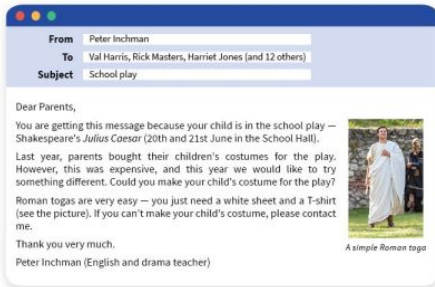 From Peter Inchman
To Val Harris, Rick Masters, Harriet Jones (and 12 others)
Subject School play
Dear Parents,
You are getting this message because your child is in the school play —
Shakespeare's Julius Caesar (20th and 21st June in the School Hall).
Last year, parents bought their children's costumes for the play.
However, this was expensive, and this year we would like to try
something different. Could you make your child's costume for the play?
Roman togas are very easy — you just need a white sheet and a T-shirt
(see the picture). If you can't make your child's costume, please contact
me.
Thank you very much.
Peter Inchman (English and drama teacher)
A simple Roman toga